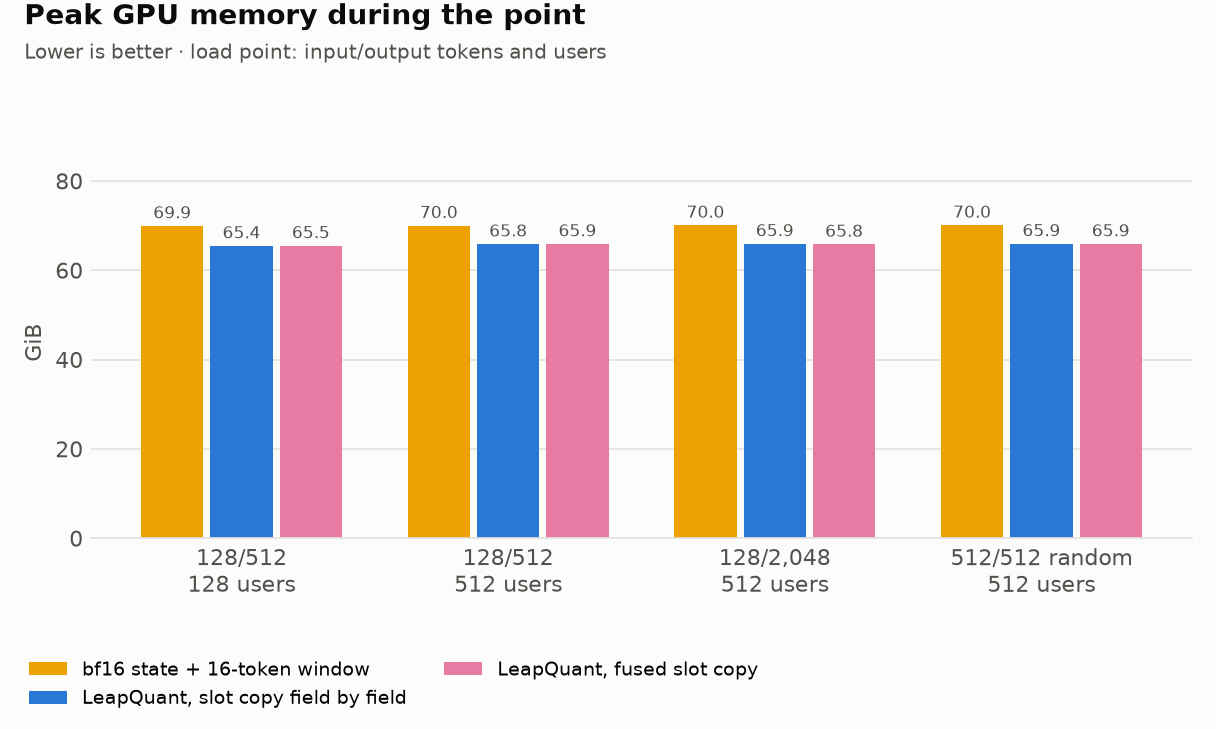 Peak GPU memory during the point
Lower is better · load point: input/output tokens and users
GiB
80
60
40
20
0
69.9
65.4
65.5
70.0
65.8
65.9
70.0
65.9
65.8
70.0
65.9
65.9
128/512
128 users
128/512
512 users
128/2,048
512 users
512/512 random
512 users
bf16 state + 16-token window
LeapQuant, slot copy field by field
LeapQuant, fused slot copy